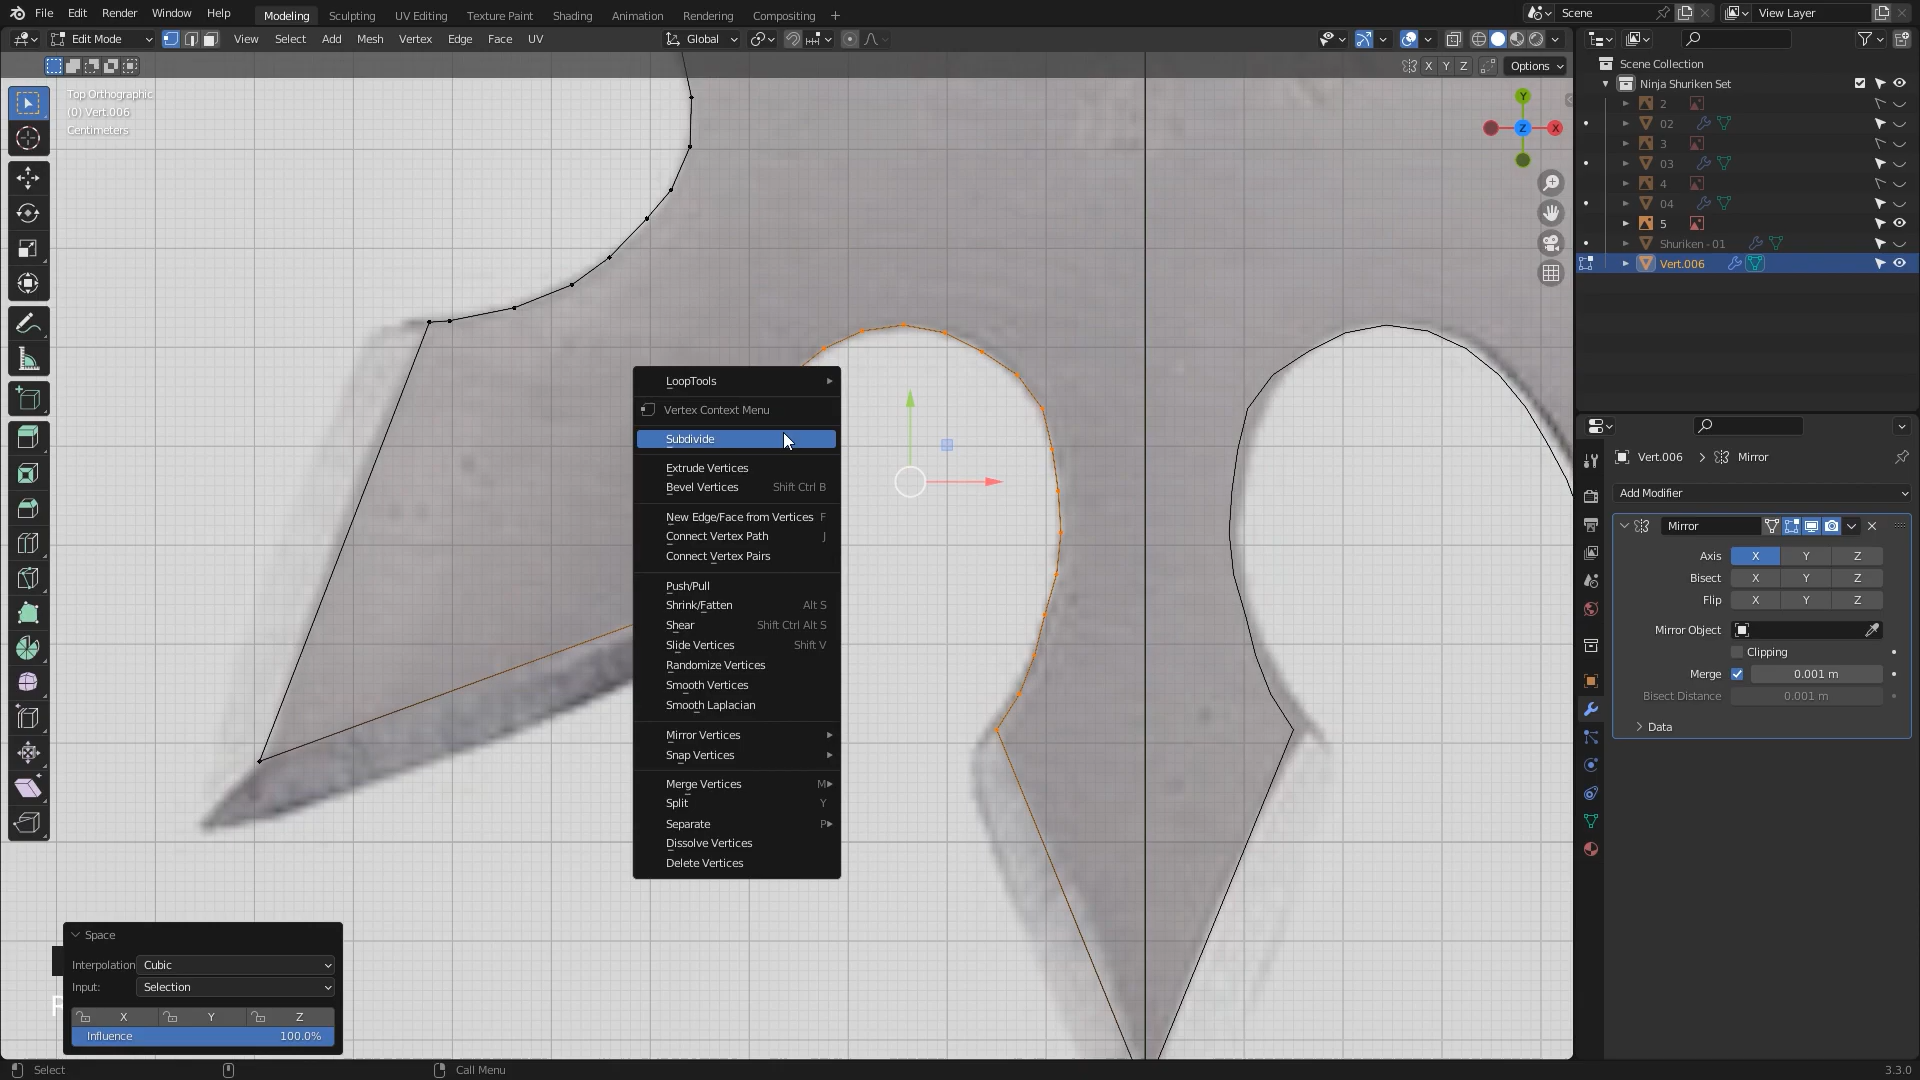 File Edit Render Window Help Modeling Sculpting UV Editing Texture Paint Shading Animation Rendering Compositing + Scene View Layer
Edit Mode View Select Add Mesh Vertex Edge Face UV Global
X Y Z Options
Top Orthographic
(0) Vert.006
Centimeters
Y
Z
X
Scene Collection
Ninja Shuriken Set
2
02
3
03
4
04
5
Shuriken - 01
Vert.006
Vert.006 Mirror
Add Modifier
Mirror
Axis X Y Z
Bisect X Y Z
Flip X Y Z
Mirror Object
Clipping
Merge 0.001 m
Bisect Distance 0.001 m
Data
LoopTools
Vertex Context Menu
Subdivide
Extrude Vertices
Bevel Vertices Shift Ctrl B
New Edge/Face from Vertices F
Connect Vertex Path J
Connect Vertex Pairs
Push/Pull
Shrink/Fatten Alt S
Shear Shift Ctrl Alt S
Slide Vertices Shift V
Randomize Vertices
Smooth Vertices
Smooth Laplacian
Mirror Vertices
Snap Vertices
Merge Vertices M
Split Y
Separate P
Dissolve Vertices
Delete Vertices
Space
Interpolation Cubic
Input: Selection
X Y Z
Influence 100.0%
Select Call Menu 3.3.0